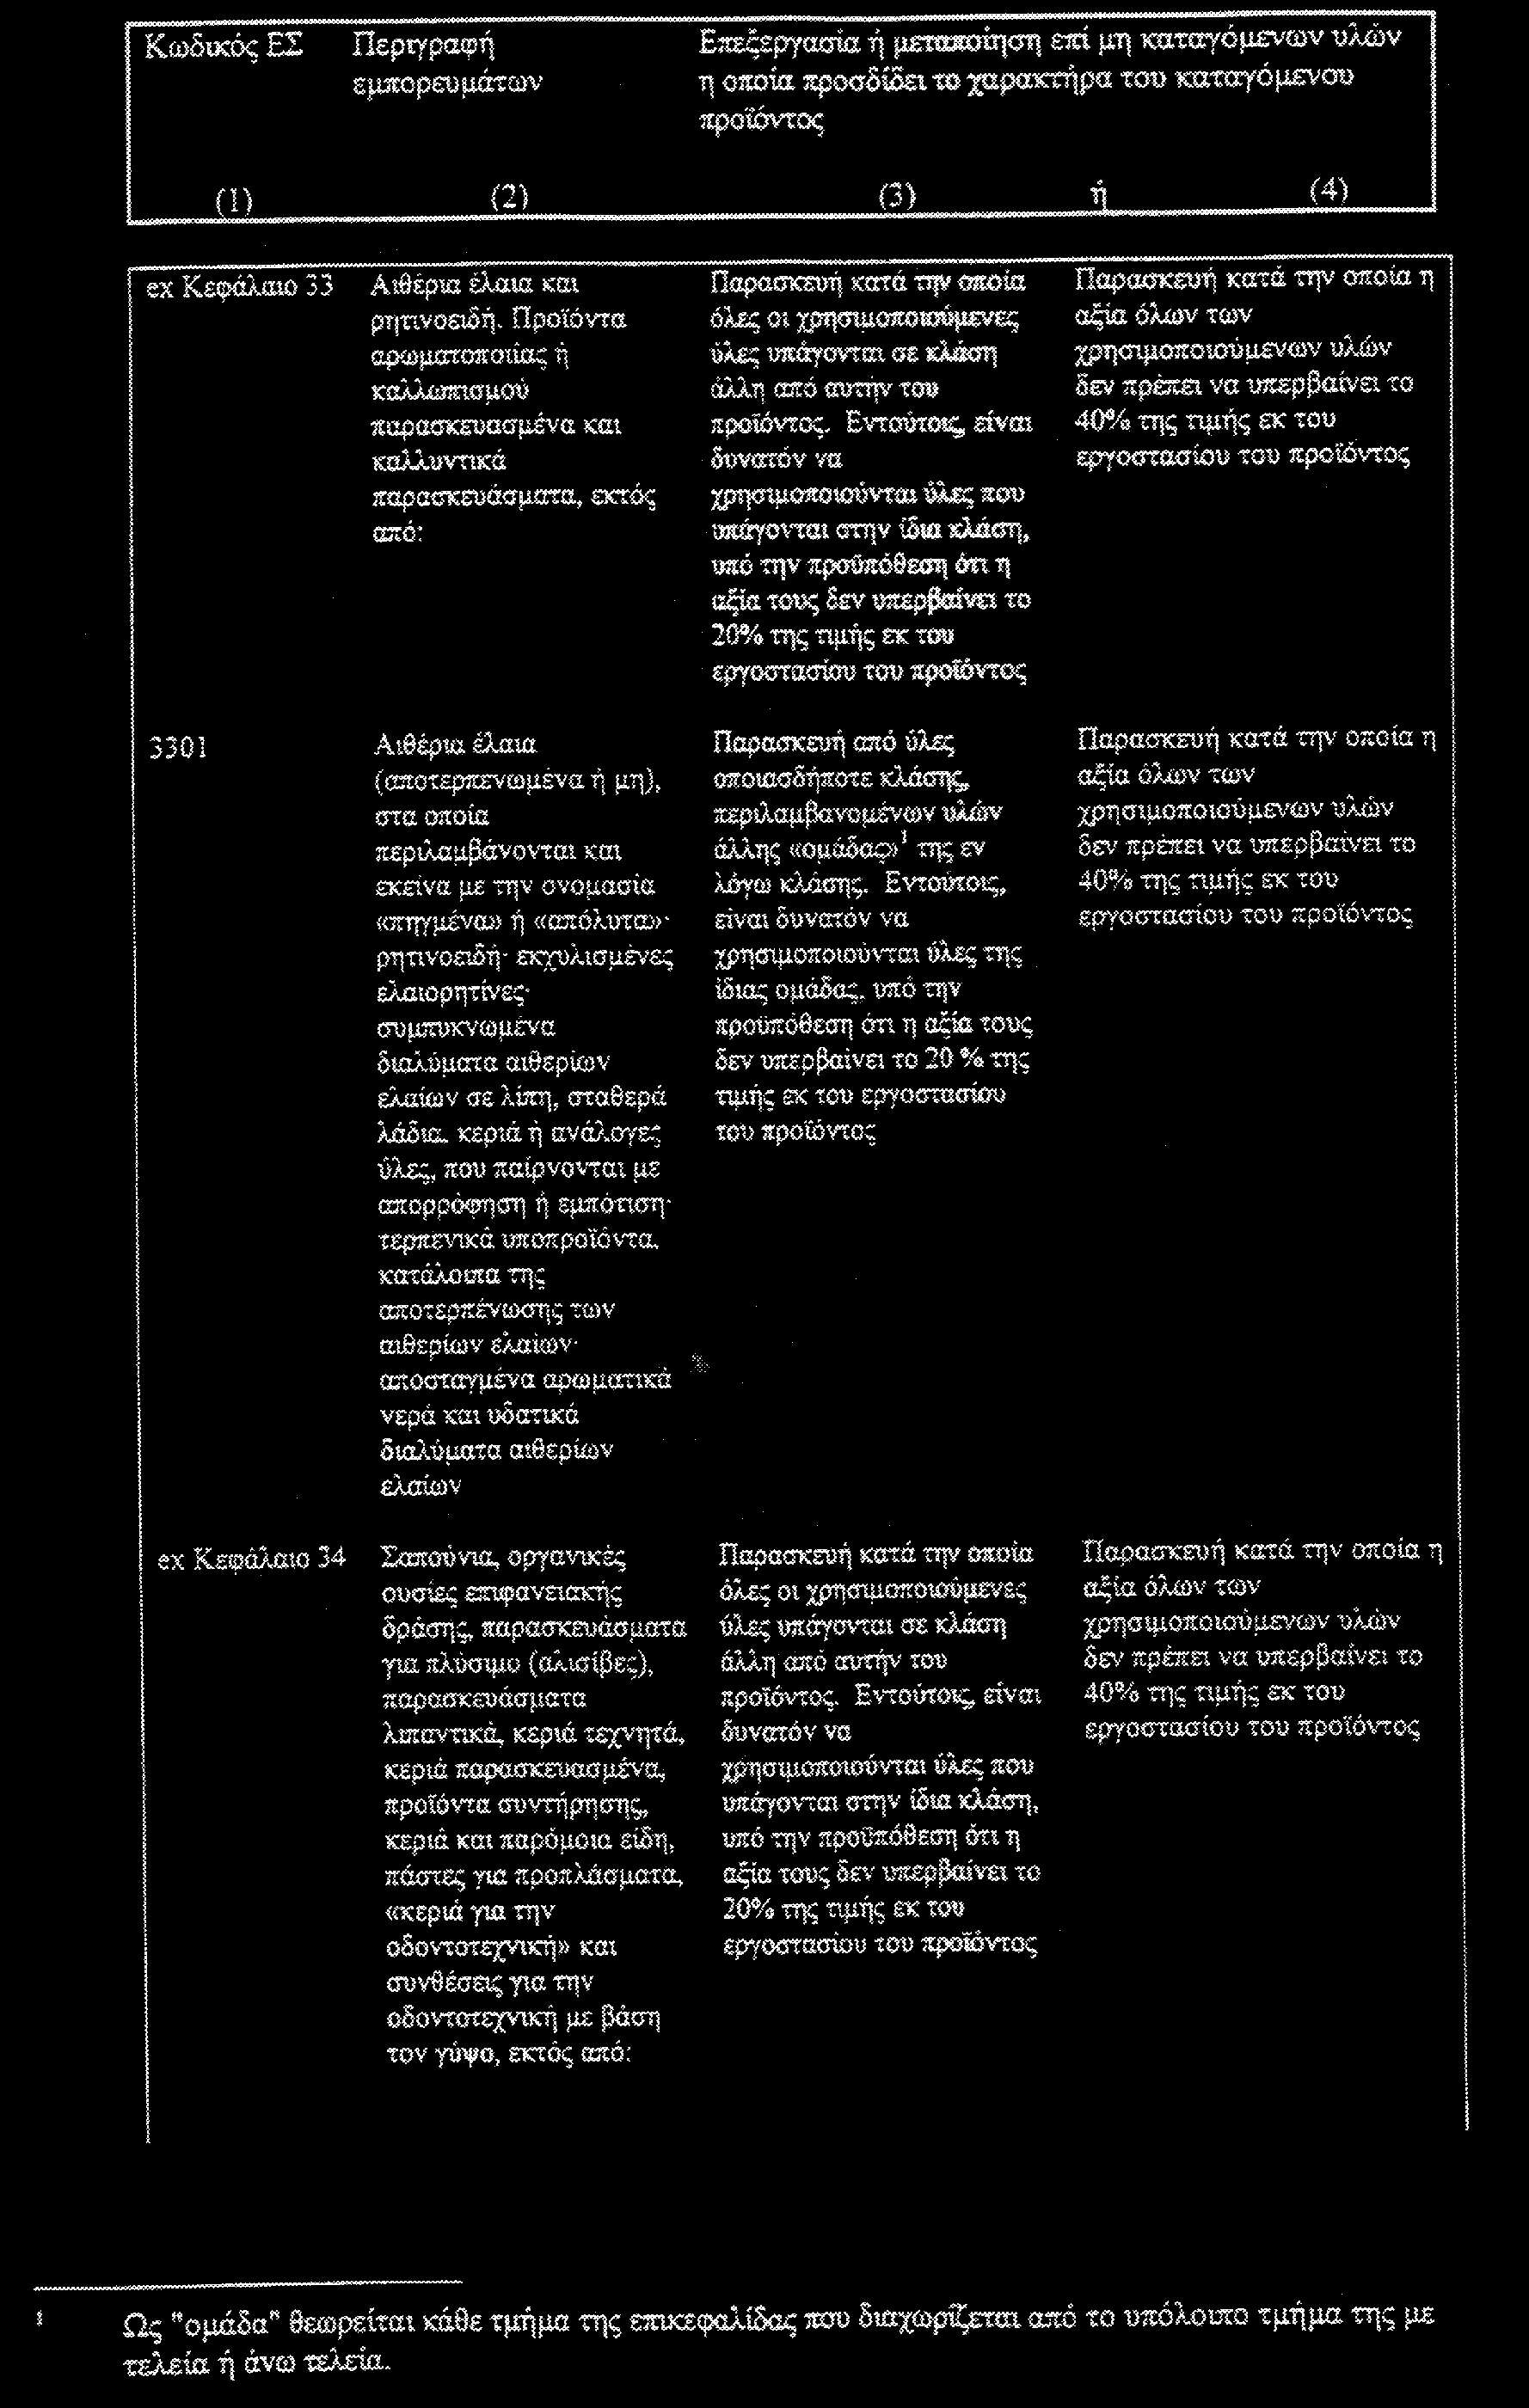 Κωδικός ΕΣ
Περιγραφή
εμπορευμάτων
Επεξεργασία ή μεταποίηση επί μη καταγόμενων υλών
η οποία προσδίδει το χαρακτήρα του καταγόμενου
προϊόντος
(1) (2) (3) ή (4)
ex Κεφάλαιο 33
Αιθέρια έλαια και
ρητινοειδή. Προϊόντα
αρωματοποιίας ή
καλλωπισμού
παρασκευασμένα και
καλλυντικά
παρασκευάσματα, εκτός
από:
Παρασκευή κατά την οποία
όλες οι χρησιμοποιούμενες
ύλες υπάγονται σε κλάση
άλλη από αυτήν του
προϊόντος. Εντούτοις, είναι
δυνατόν να
χρησιμοποιούνται ύλες που
υπάγονται στην ίδια κλάση,
υπό την προϋπόθεση ότι η
αξία τους δεν υπερβαίνει το
20% της τιμής εκ του
εργοστασίου του προϊόντος
Παρασκευή κατά την οποία η
αξία όλων των
χρησιμοποιούμενων υλών
δεν πρέπει να υπερβαίνει το
40% της τιμής εκ του
εργοστασίου του προϊόντος
3301
Αιθέρια έλαια
(αποτερπενωμένα ή μη),
στα οποία
περιλαμβάνονται και
εκείνα με την ονομασία
«πηγμένα» ή «απόλυτα»·
ρητινοειδή· εκχυλισμένες
ελαιορητίνες·
συμπυκνωμένα
διαλύματα αιθερίων
ελαίων σε λίπη, σταθερά
λάδια, κεριά ή ανάλογες
ύλες, που παίρνονται με
απορρόφηση ή εμπότιση·
τερπενικά υποπροϊόντα,
κατάλοιπα της
αποτερπένωσης των
αιθερίων ελαίων·
αποσταγμένα αρωματικά
νερά και υδατικά
διαλύματα αιθερίων
ελαίων
Παρασκευή από ύλες
οποιασδήποτε κλάσης,
περιλαμβανομένων υλών
άλλης «ομάδας»¹ της εν
λόγω κλάσης. Εντούτοις,
είναι δυνατόν να
χρησιμοποιούνται ύλες της
ίδιας ομάδας, υπό την
προϋπόθεση ότι η αξία τους
δεν υπερβαίνει το 20 % της
τιμής εκ του εργοστασίου
του προϊόντος
Παρασκευή κατά την οποία η
αξία όλων των
χρησιμοποιούμενων υλών
δεν πρέπει να υπερβαίνει το
40% της τιμής εκ του
εργοστασίου του προϊόντος
ex Κεφάλαιο 34
Σαπούνια, οργανικές
ουσίες επιφανειακής
δράσης, παρασκευάσματα
για πλύσιμο (αλισίβες),
παρασκευάσματα
λιπαντικά, κεριά τεχνητά,
κεριά παρασκευασμένα,
προϊόντα συντήρησης,
κεριά και παρόμοια είδη,
πάστες για προπλάσματα,
«κεριά για την
οδοντοτεχνική» και
συνθέσεις για την
οδοντοτεχνική με βάση
τον γύψο, εκτός από:
Παρασκευή κατά την οποία
όλες οι χρησιμοποιούμενες
ύλες υπάγονται σε κλάση
άλλη από αυτήν του
προϊόντος. Εντούτοις, είναι
δυνατόν να
χρησιμοποιούνται ύλες που
υπάγονται στην ίδια κλάση,
υπό την προϋπόθεση ότι η
αξία τους δεν υπερβαίνει το
20% της τιμής εκ του
εργοστασίου του προϊόντος
Παρασκευή κατά την οποία η
αξία όλων των
χρησιμοποιούμενων υλών
δεν πρέπει να υπερβαίνει το
40% της τιμής εκ του
εργοστασίου του προϊόντος
1 Ως "ομάδα" θεωρείται κάθε τμήμα της επικεφαλίδας που διαχωρίζεται από το υπόλοιπο τμήμα της με
τελεία ή άνω τελεία.